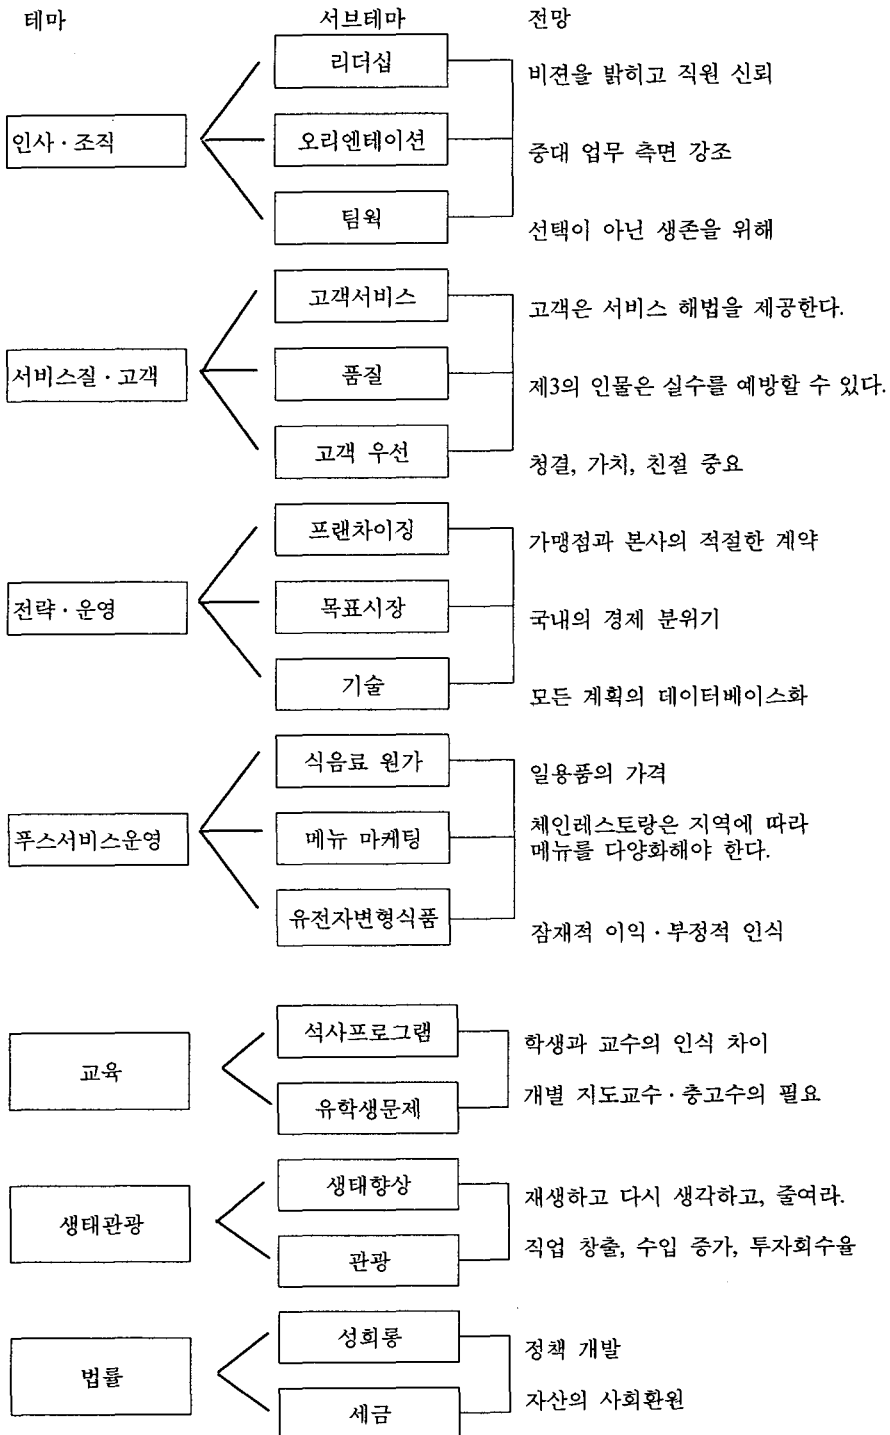 테마 서브테마 전망
리더십
비젼을 밝히고 직원 신뢰
인사·조직
오리엔테이션
중대 업무 측면 강조
팀웍
선택이 아닌 생존을 위해
고객서비스
고객은 서비스 해법을 제공한다.
서비스질·고객
품질
제3의 인물은 실수를 예방할 수 있다.
고객 우선
청결, 가치, 친절 중요
프랜차이징
가맹점과 본사의 적절한 계약
전략·운영
목표시장
국내의 경제 분위기
기술
모든 계획의 데이터베이스화
식음료 원가
일용품의 가격
푸스서비스운영
메뉴 마케팅
체인레스토랑은 지역에 따라
메뉴를 다양화해야 한다.
유전자변형식품
잠재적 이익·부정적 인식
석사프로그램
학생과 교수의 인식 차이
교육
유학생문제
개별 지도교수·충고수의 필요
생태향상
재생하고 다시 생각하고, 줄여라.
생태관광
관광
직업 창출, 수입 증가, 투자회수율
성희롱
정책 개발
법률
세금
자산의 사회환원